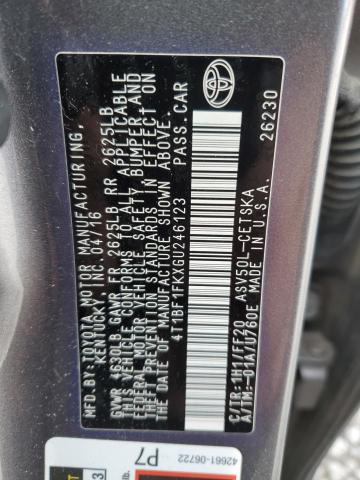 MFD. BY: TOYOTA MOTOR MANUFACTURING,
KENTUCKY, INC. 04/16
GVWR 4630LB GAWR FR 2625LB RR 2625LB
THIS VEHICLE CONFORMS TO ALL APPLICABLE
FEDERAL MOTOR VEHICLE SAFETY, BUMPER, AND
THEFT PREVENTION STANDARDS IN EFFECT ON
THE DATE OF MANUFACTURE SHOWN ABOVE.
4T1BF1FKXGU246123 PASS.CAR
C/TR:1H1/FF20 ASV50L-CETSKA
A/TM:-01A/U760E MADE IN U.S.A. 26230
42661-06722
P7
lb.